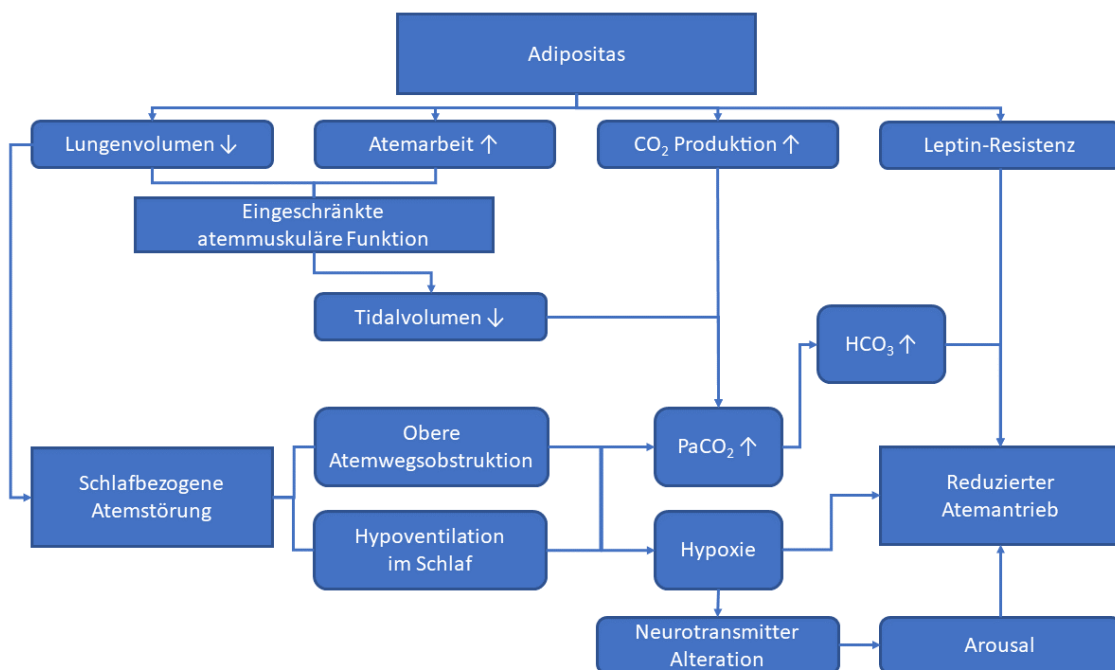 Adipositas
Lungenvolumen ↓
Atemarbeit ↑
CO₂ Produktion ↑
Leptin-Resistenz
Eingeschränkte
atemmuskuläre Funktion
Tidalvolumen ↓
HCO₃ ↑
Obere
Atemwegsobstruktion
PaCO₂ ↑
Schlafbezogene
Atemstörung
Reduzierter
Atemantrieb
Hypoventilation
im Schlaf
Hypoxie
Neurotransmitter
Alteration
Arousal